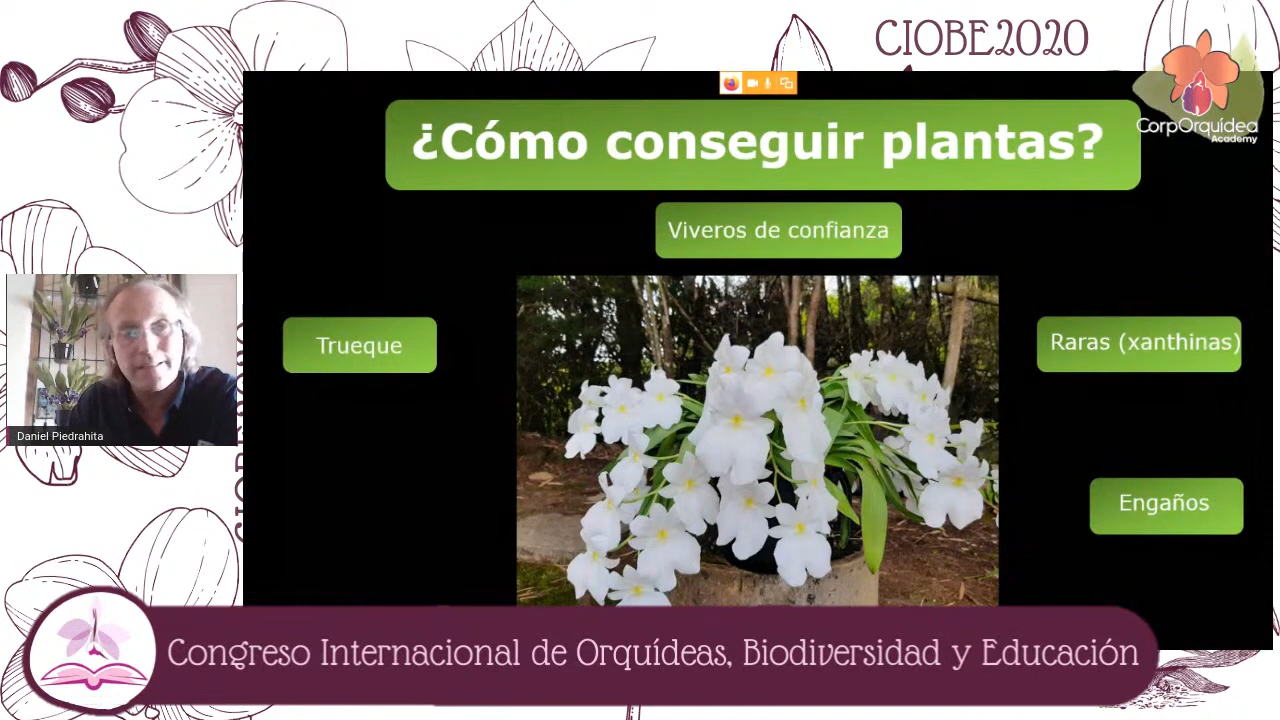 CIOBE2020
CorpOrquídea
Academy
¿Cómo conseguir plantas?
Viveros de confianza
Trueque
Raras (xanthinas)
Engaños
Daniel Piedrahita
Congreso Internacional de Orquídeas, Biodiversidad y Educación